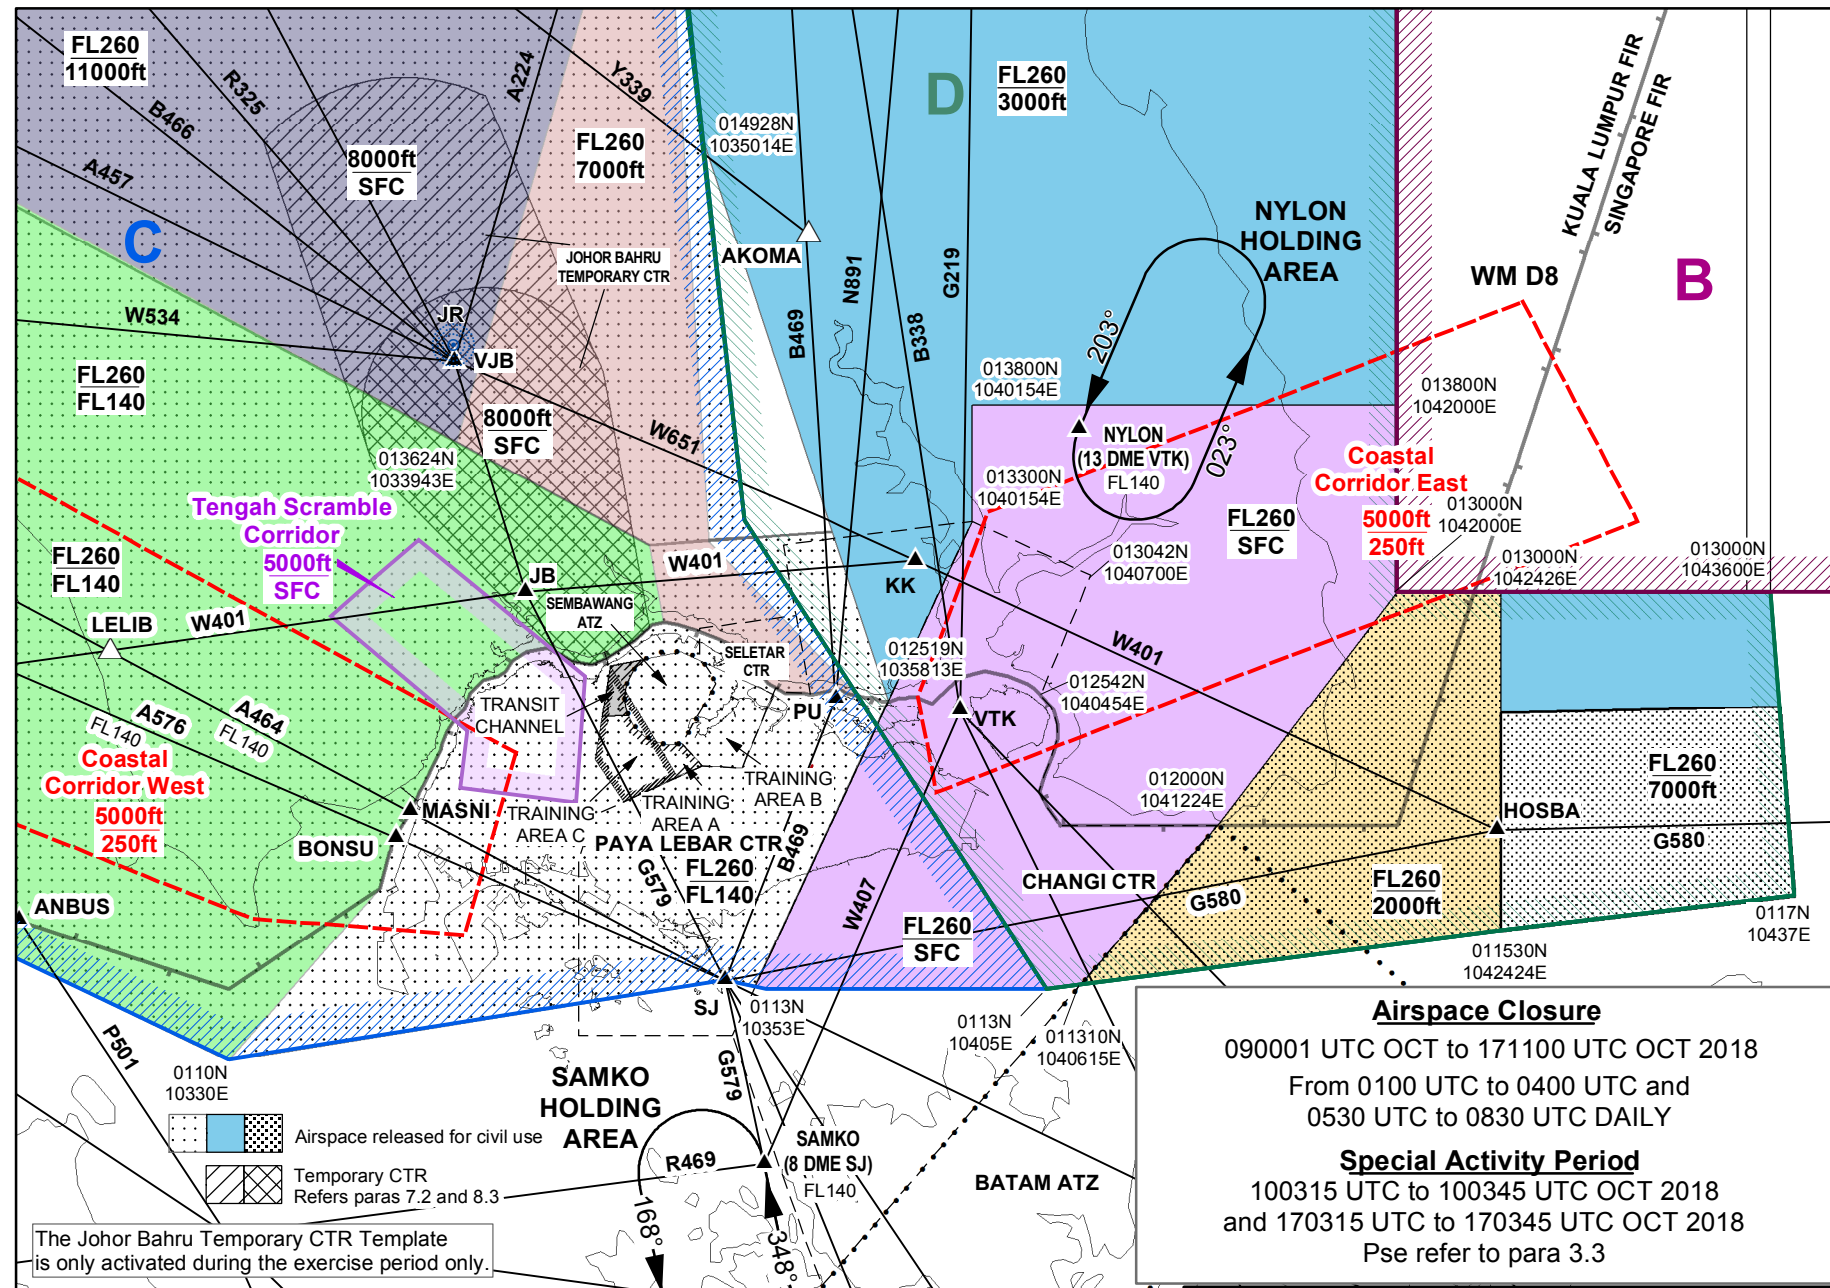 FL260
11000ft
R325
B466
A457
A224
8000ft
SFC
Y339
FL260
7000ft
014928N
1035014E
D
FL260
3000ft
KUALA LUMPUR FIR
SINGAPORE FIR
C
JOHOR BAHRU
TEMPORARY CTR
AKOMA
N891
G219
NYLON
HOLDING
AREA
WM D8
B
W534
JR
VJB
B469
B338
203°
023°
FL260
FL140
8000ft
SFC
W651
013800N
1040154E
013800N
1042000E
013624N
1033943E
NYLON
(13 DME VTK)
FL140
Coastal
Corridor East
5000ft
250ft
013300N
1040154E
013000N
1042000E
Tengah Scramble
Corridor
5000ft
SFC
FL260
SFC
FL260
FL140
W401
KK
013042N
1040700E
013000N
1042426E
013000N
1043600E
JB
SEMBAWANG
ATZ
LELIB
W401
SELETAR
CTR
012519N
1035813E
W401
012542N
1040454E
A576
FL140
A464
FL140
TRANSIT
CHANNEL
PU
VTK
Coastal
Corridor West
5000ft
250ft
TRAINING
AREA B
012000N
1041224E
FL260
7000ft
MASNI
TRAINING
AREA C
TRAINING
AREA A
HOSBA
BONSU
PAYA LEBAR CTR
FL260
FL140
B469
G580
G579
CHANGI CTR
FL260
2000ft
ANBUS
W407
FL260
SFC
G580
0117N
10437E
011530N
1042424E
SJ
0113N
10353E
0113N
10405E
011310N
1040615E
P501
0110N
10330E
SAMKO
HOLDING
AREA
G579
Airspace released for civil use
R469
SAMKO
(8 DME SJ)
FL140
BATAM ATZ
Temporary CTR
Refers paras 7.2 and 8.3
168°
348°
The Johor Bahru Temporary CTR Template
is only activated during the exercise period only.
Airspace Closure
090001 UTC OCT to 171100 UTC OCT 2018
From 0100 UTC to 0400 UTC and
0530 UTC to 0830 UTC DAILY
Special Activity Period
100315 UTC to 100345 UTC OCT 2018
and 170315 UTC to 170345 UTC OCT 2018
Pse refer to para 3.3